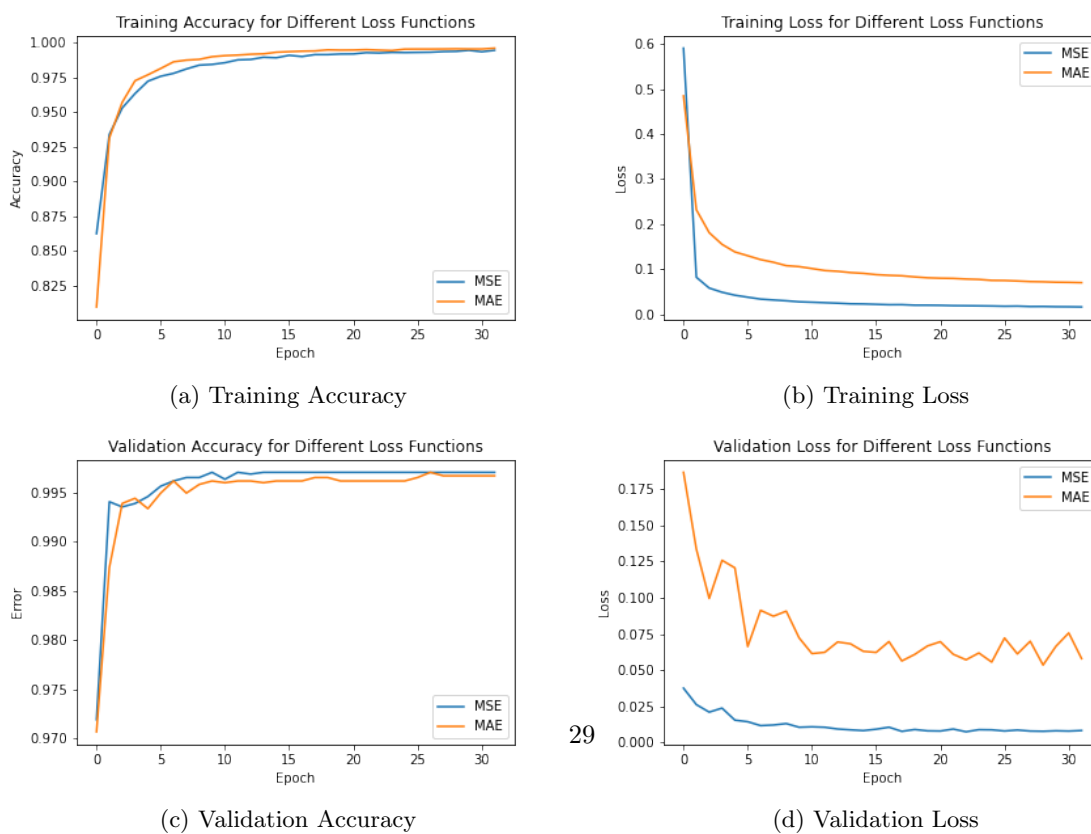 Training Accuracy for Different Loss Functions
1.000
0.975
0.950
0.925
0.900
0.875
0.850
0.825
Accuracy
MSE
MAE
0 5 10 15 20 25 30
Epoch
(a) Training Accuracy
Training Loss for Different Loss Functions
0.6
0.5
0.4
0.3
0.2
0.1
0.0
Loss
MSE
MAE
0 5 10 15 20 25 30
Epoch
(b) Training Loss
Validation Accuracy for Different Loss Functions
0.995
0.990
0.985
0.980
0.975
0.970
Error
MSE
MAE
0 5 10 15 20 25 30
Epoch
(c) Validation Accuracy
Validation Loss for Different Loss Functions
0.175
0.150
0.125
0.100
0.075
0.050
0.025
0.000
Loss
MSE
MAE
0 5 10 15 20 25 30
Epoch
(d) Validation Loss
29